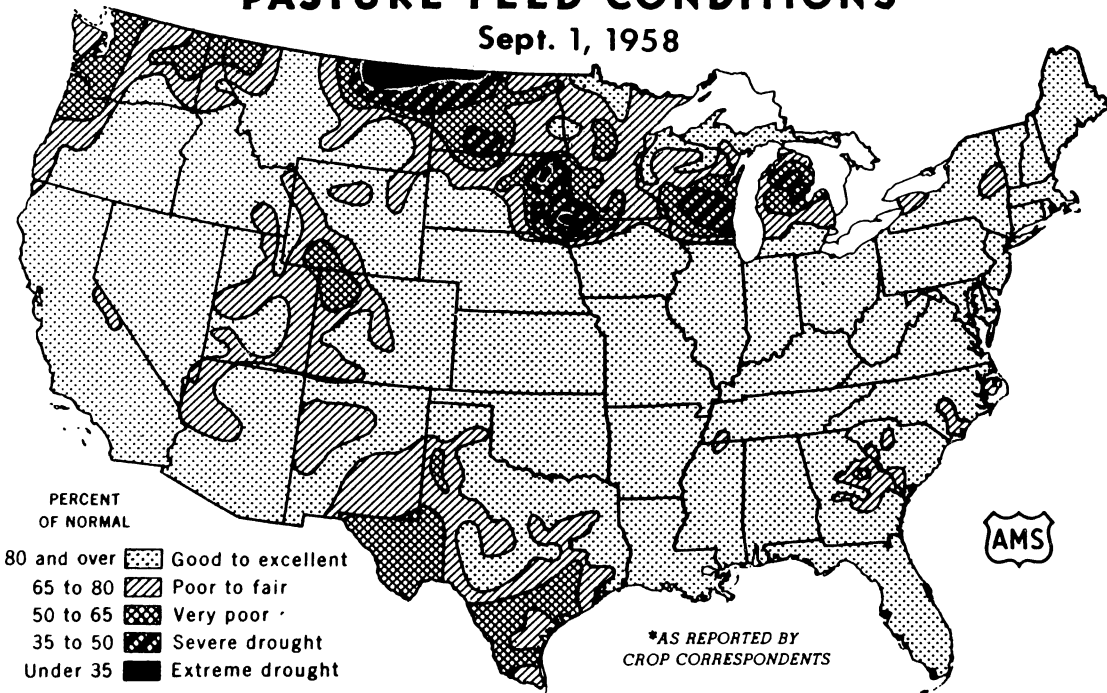 PASTURE FEED CONDITIONS
Sept. 1, 1958
PERCENT
OF NORMAL
80 and over Good to excellent
65 to 80 Poor to fair
50 to 65 Very poor
35 to 50 Severe drought
Under 35 Extreme drought
*AS REPORTED BY
CROP CORRESPONDENTS
AMS